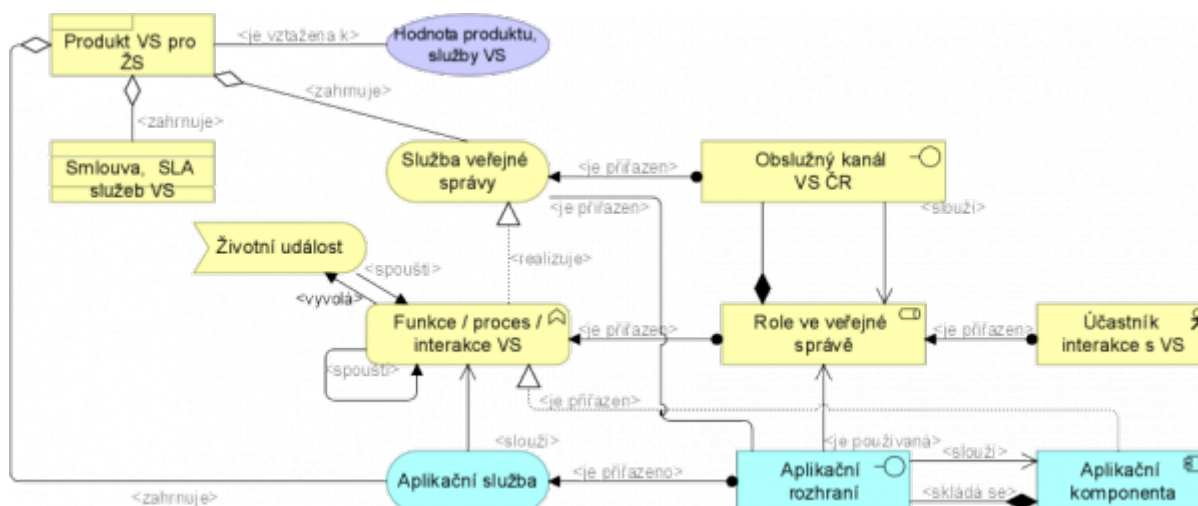 Produkt VS pro
ŽS
<je vztažena k>
Hodnota produktu,
služby VS
<zahrnuje>
<zahrnuje>
Smlouva, SLA
služeb VS
Služba veřejné
správy
<je přiřazen>
Obslužný kanál
VS ČR
<je přiřazen>
<slouží>
Životní událost
<spouští>
<realizuje>
<vyvolá>
Funkce / proces /
interakce VS
<je přiřazen>
Role ve veřejné
správě
<je přiřazen>
Účastník
interakce s VS
<spouští>
<je přiřazen>
<slouží>
<je používaná>
<slouží>
Aplikační služba
<je přiřazeno>
Aplikační
rozhraní
Aplikační
komponenta
<zahrnuje>
<skládá se>